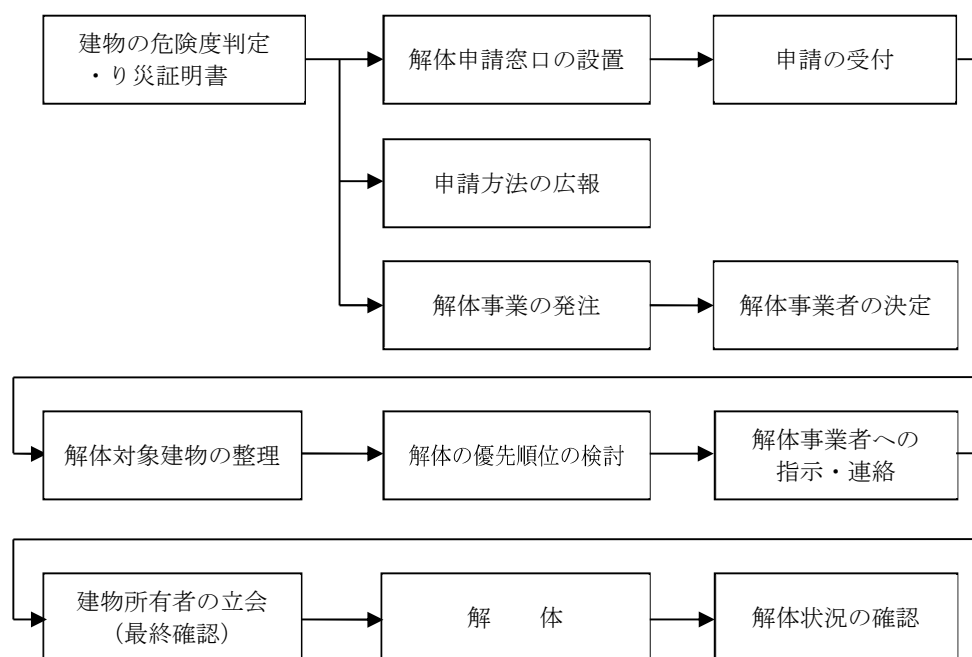 建物の危険度判定
・り災証明書
解体申請窓口の設置
申請の受付
申請方法の広報
解体事業の発注
解体事業者の決定
解体対象建物の整理
解体の優先順位の検討
解体事業者への
指示・連絡
建物所有者の立会
（最終確認）
解　　体
解体状況の確認